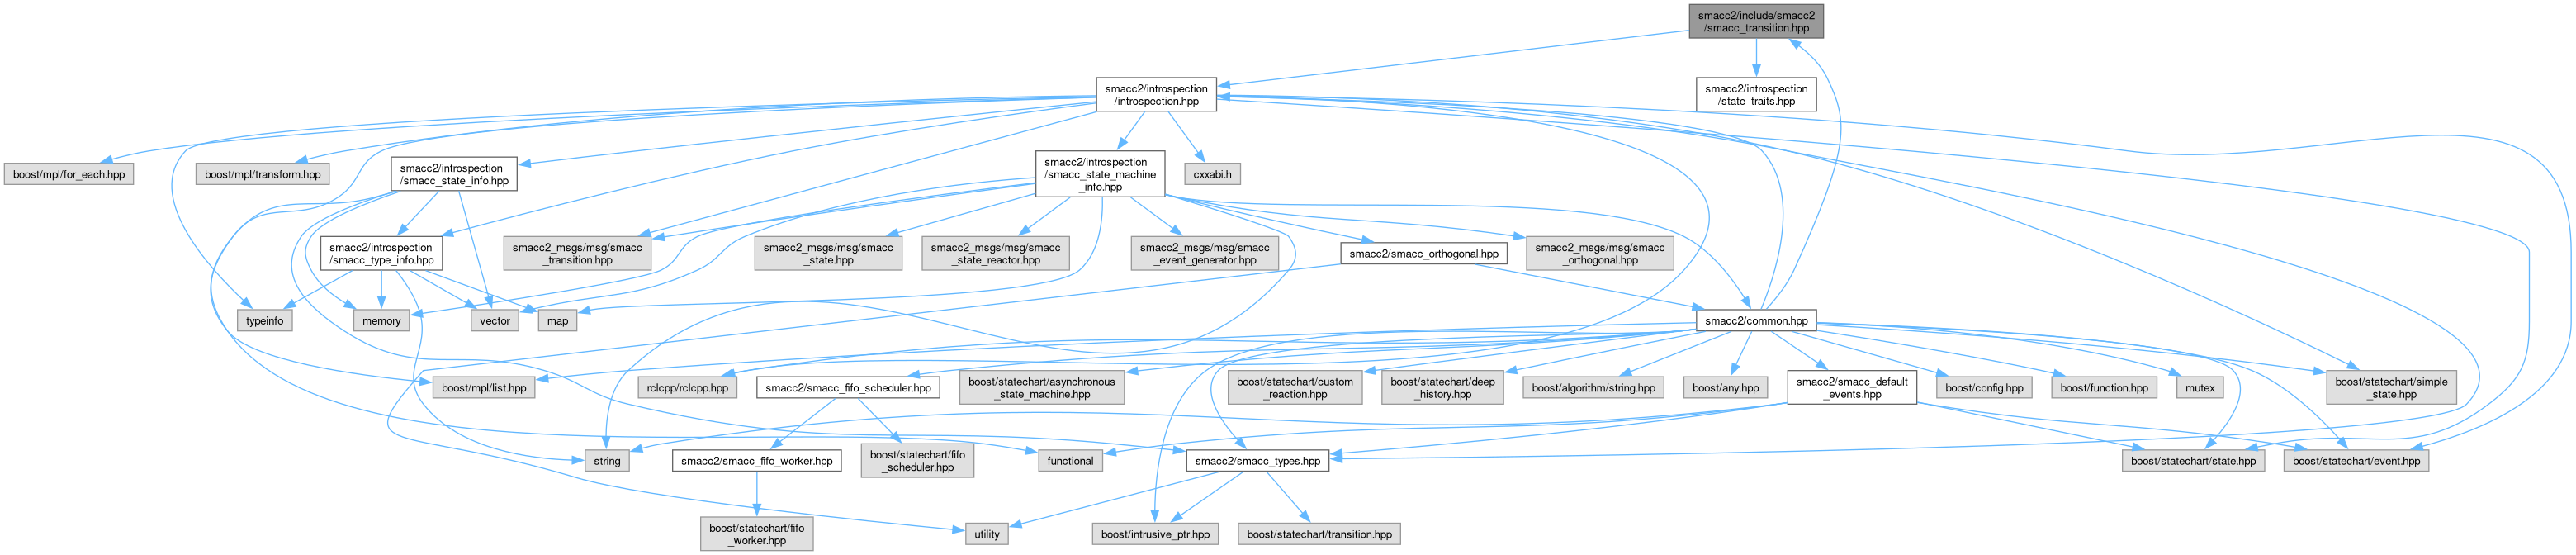 smacc2/include/smacc2
/smacc_transition.hpp
smacc2/introspection
/introspection.hpp
smacc2/introspection
/state_traits.hpp
boost/mpl/for_each.hpp
boost/mpl/transform.hpp
smacc2/introspection
/smacc_state_info.hpp
smacc2/introspection
/smacc_state_machine
_info.hpp
cxxabi.h
smacc2/introspection
/smacc_type_info.hpp
smacc2_msgs/msg/smacc
_transition.hpp
smacc2_msgs/msg/smacc
_state.hpp
smacc2_msgs/msg/smacc
_state_reactor.hpp
smacc2_msgs/msg/smacc
_event_generator.hpp
smacc2/smacc_orthogonal.hpp
smacc2_msgs/msg/smacc
_orthogonal.hpp
typeinfo
memory
vector
map
smacc2/common.hpp
boost/mpl/list.hpp
rclcpp/rclcpp.hpp
smacc2/smacc_fifo_scheduler.hpp
boost/statechart/asynchronous
_state_machine.hpp
boost/statechart/custom
_reaction.hpp
boost/statechart/deep
_history.hpp
boost/algorithm/string.hpp
boost/any.hpp
smacc2/smacc_default
_events.hpp
boost/config.hpp
boost/function.hpp
mutex
boost/statechart/simple
_state.hpp
string
smacc2/smacc_fifo_worker.hpp
boost/statechart/fifo
_scheduler.hpp
functional
smacc2/smacc_types.hpp
boost/statechart/state.hpp
boost/statechart/event.hpp
boost/statechart/fifo
_worker.hpp
utility
boost/intrusive_ptr.hpp
boost/statechart/transition.hpp